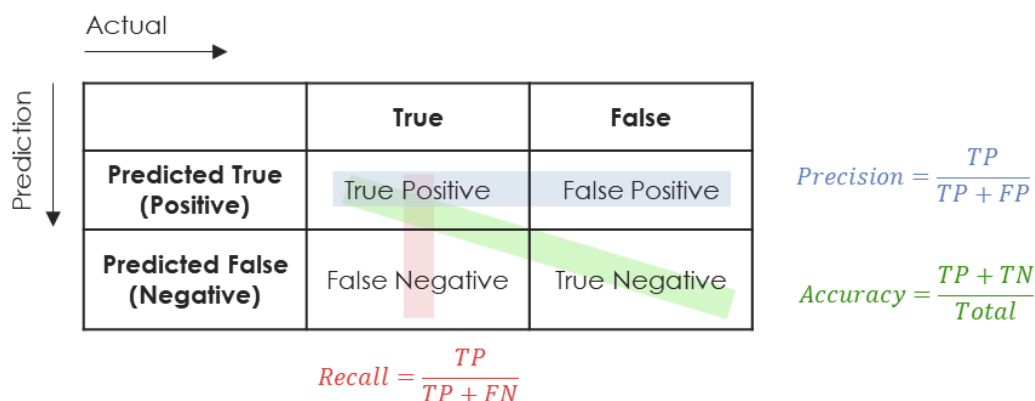 Actual
Prediction
True False
Predicted True
(Positive)
True Positive False Positive
Predicted False
(Negative)
False Negative True Negative
Precision = TP / TP + FP
Accuracy = TP + TN / Total
Recall = TP / TP + FN